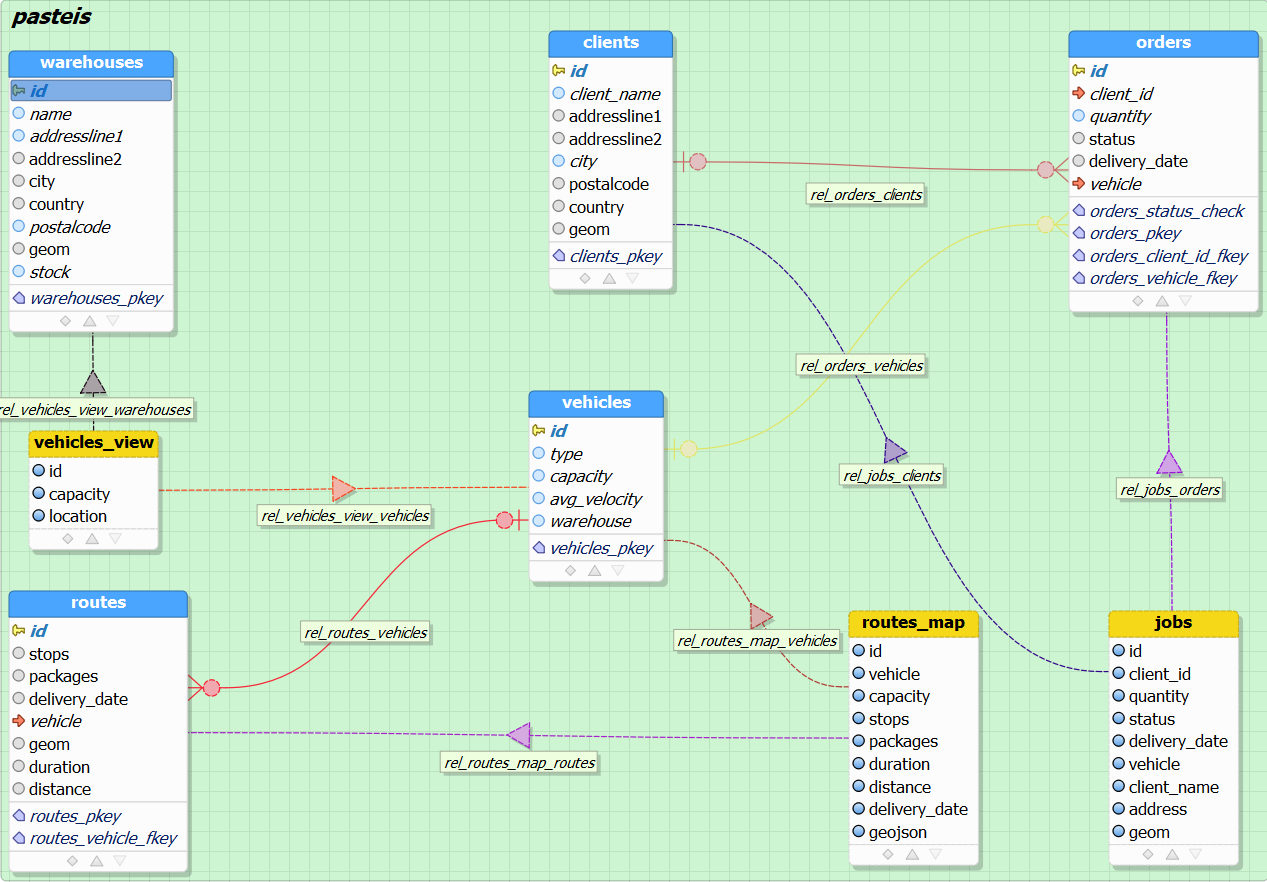 pasteis
warehouses
id
name
addressline1
addressline2
city
country
postalcode
geom
stock
warehouses_pkey
clients
id
client_name
addressline1
addressline2
city
postalcode
country
geom
clients_pkey
orders
id
client_id
quantity
status
delivery_date
vehicle
orders_status_check
orders_pkey
orders_client_id_fkey
orders_vehicle_fkey
rel_orders_clients
rel_orders_vehicles
rel_vehicles_view_warehouses
vehicles_view
id
capacity
location
rel_vehicles_view_vehicles
vehicles
id
type
capacity
avg_velocity
warehouse
vehicles_pkey
rel_jobs_clients
rel_jobs_orders
routes
id
stops
packages
delivery_date
vehicle
geom
duration
distance
routes_pkey
routes_vehicle_fkey
rel_routes_vehicles
rel_routes_map_vehicles
rel_routes_map_routes
routes_map
id
vehicle
capacity
stops
packages
duration
distance
delivery_date
geojson
jobs
id
client_id
quantity
status
delivery_date
vehicle
client_name
address
geom